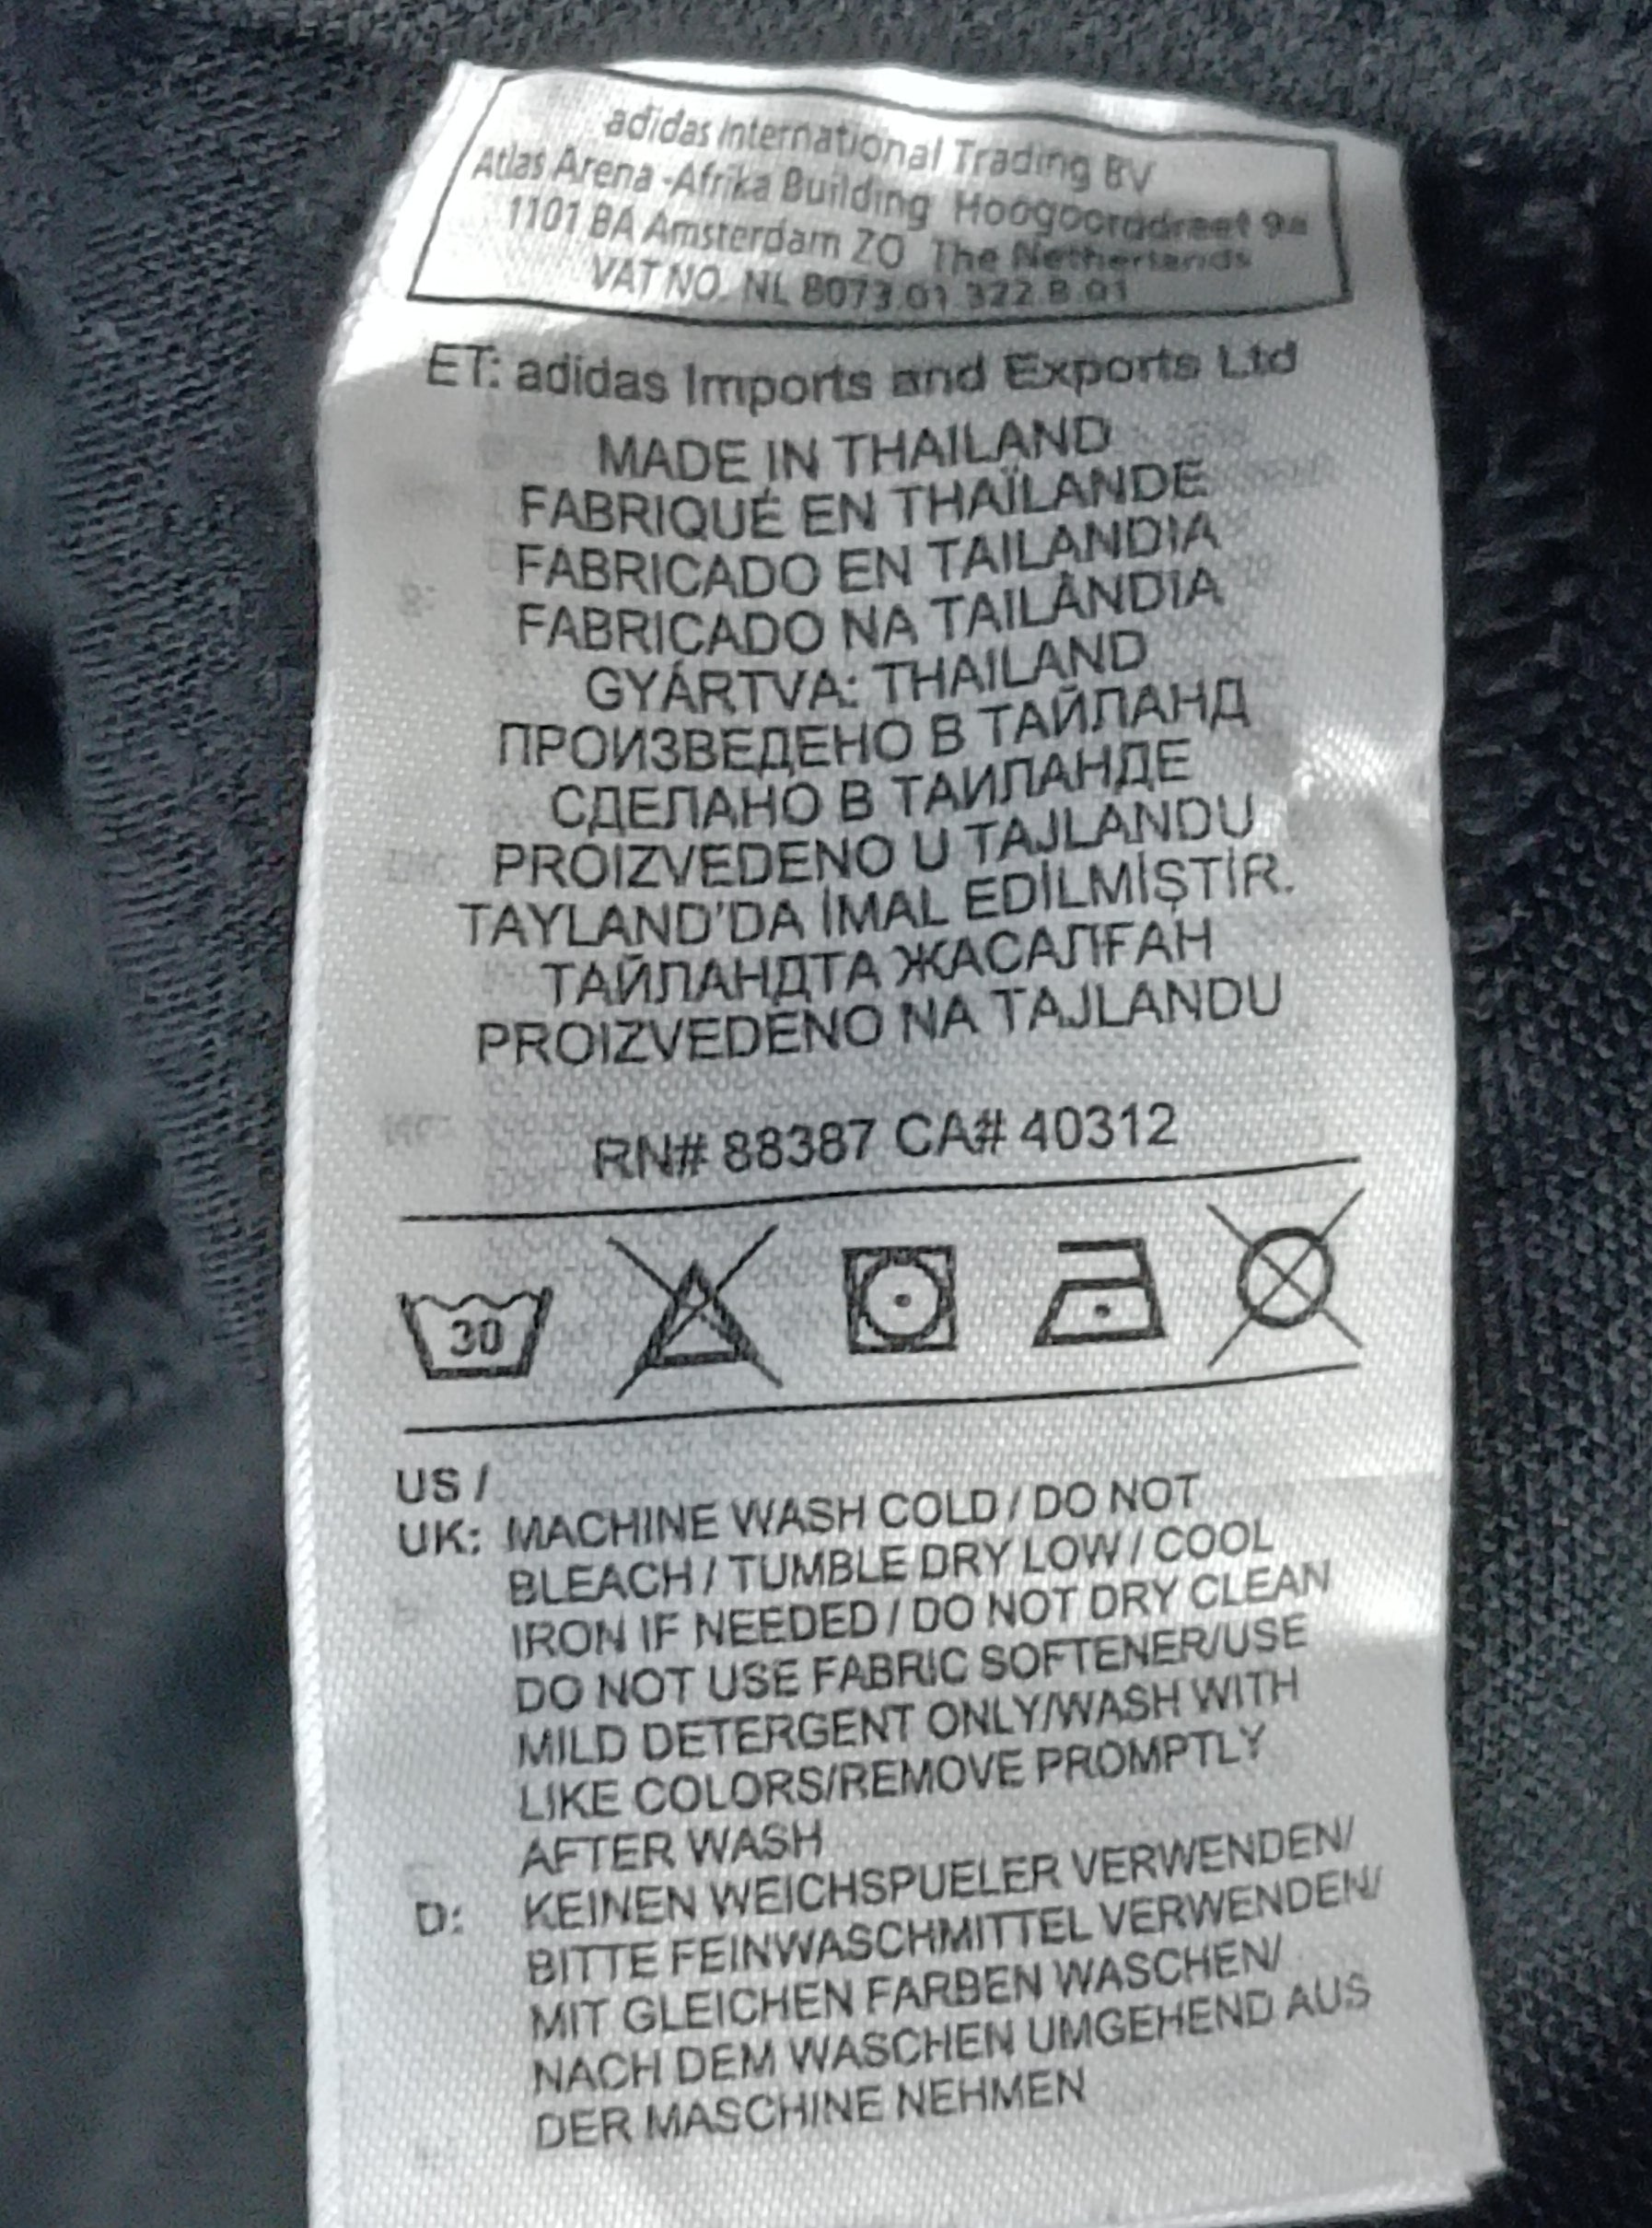 adidas International Trading BV
Atlas Arena -Afrika Building Hoogoorddreef 9a
1101 BA Amsterdam ZO The Netherlands
VAT NO. NL 8073 01 322 B 01
ET: adidas Imports and Exports Ltd
MADE IN THAILAND
FABRIQUÉ EN THAÏLANDE
FABRICADO EN TAILANDIA
FABRICADO NA TAILÂNDIA
GYÁRTVA: THAILAND
ПРОИЗВЕДЕНО В ТАЙЛАНД
СДЕЛАНО В ТАИЛАНДЕ
PROIZVEDENO U TAJLANDU
TAYLAND'DA İMAL EDİLMİŞTİR.
ТАЙЛАНДТА ЖАСАЛҒАН
PROIZVEDENO NA TAJLANDU
RN# 88387 CA# 40312
30
US /
UK: MACHINE WASH COLD / DO NOT
BLEACH / TUMBLE DRY LOW / COOL
IRON IF NEEDED / DO NOT DRY CLEAN
DO NOT USE FABRIC SOFTENER/USE
MILD DETERGENT ONLY/WASH WITH
LIKE COLORS/REMOVE PROMPTLY
AFTER WASH
D: KEINEN WEICHSPUELER VERWENDEN/
BITTE FEINWASCHMITTEL VERWENDEN/
MIT GLEICHEN FARBEN WASCHEN/
NACH DEM WASCHEN UMGEHEND AUS
DER MASCHINE NEHMEN